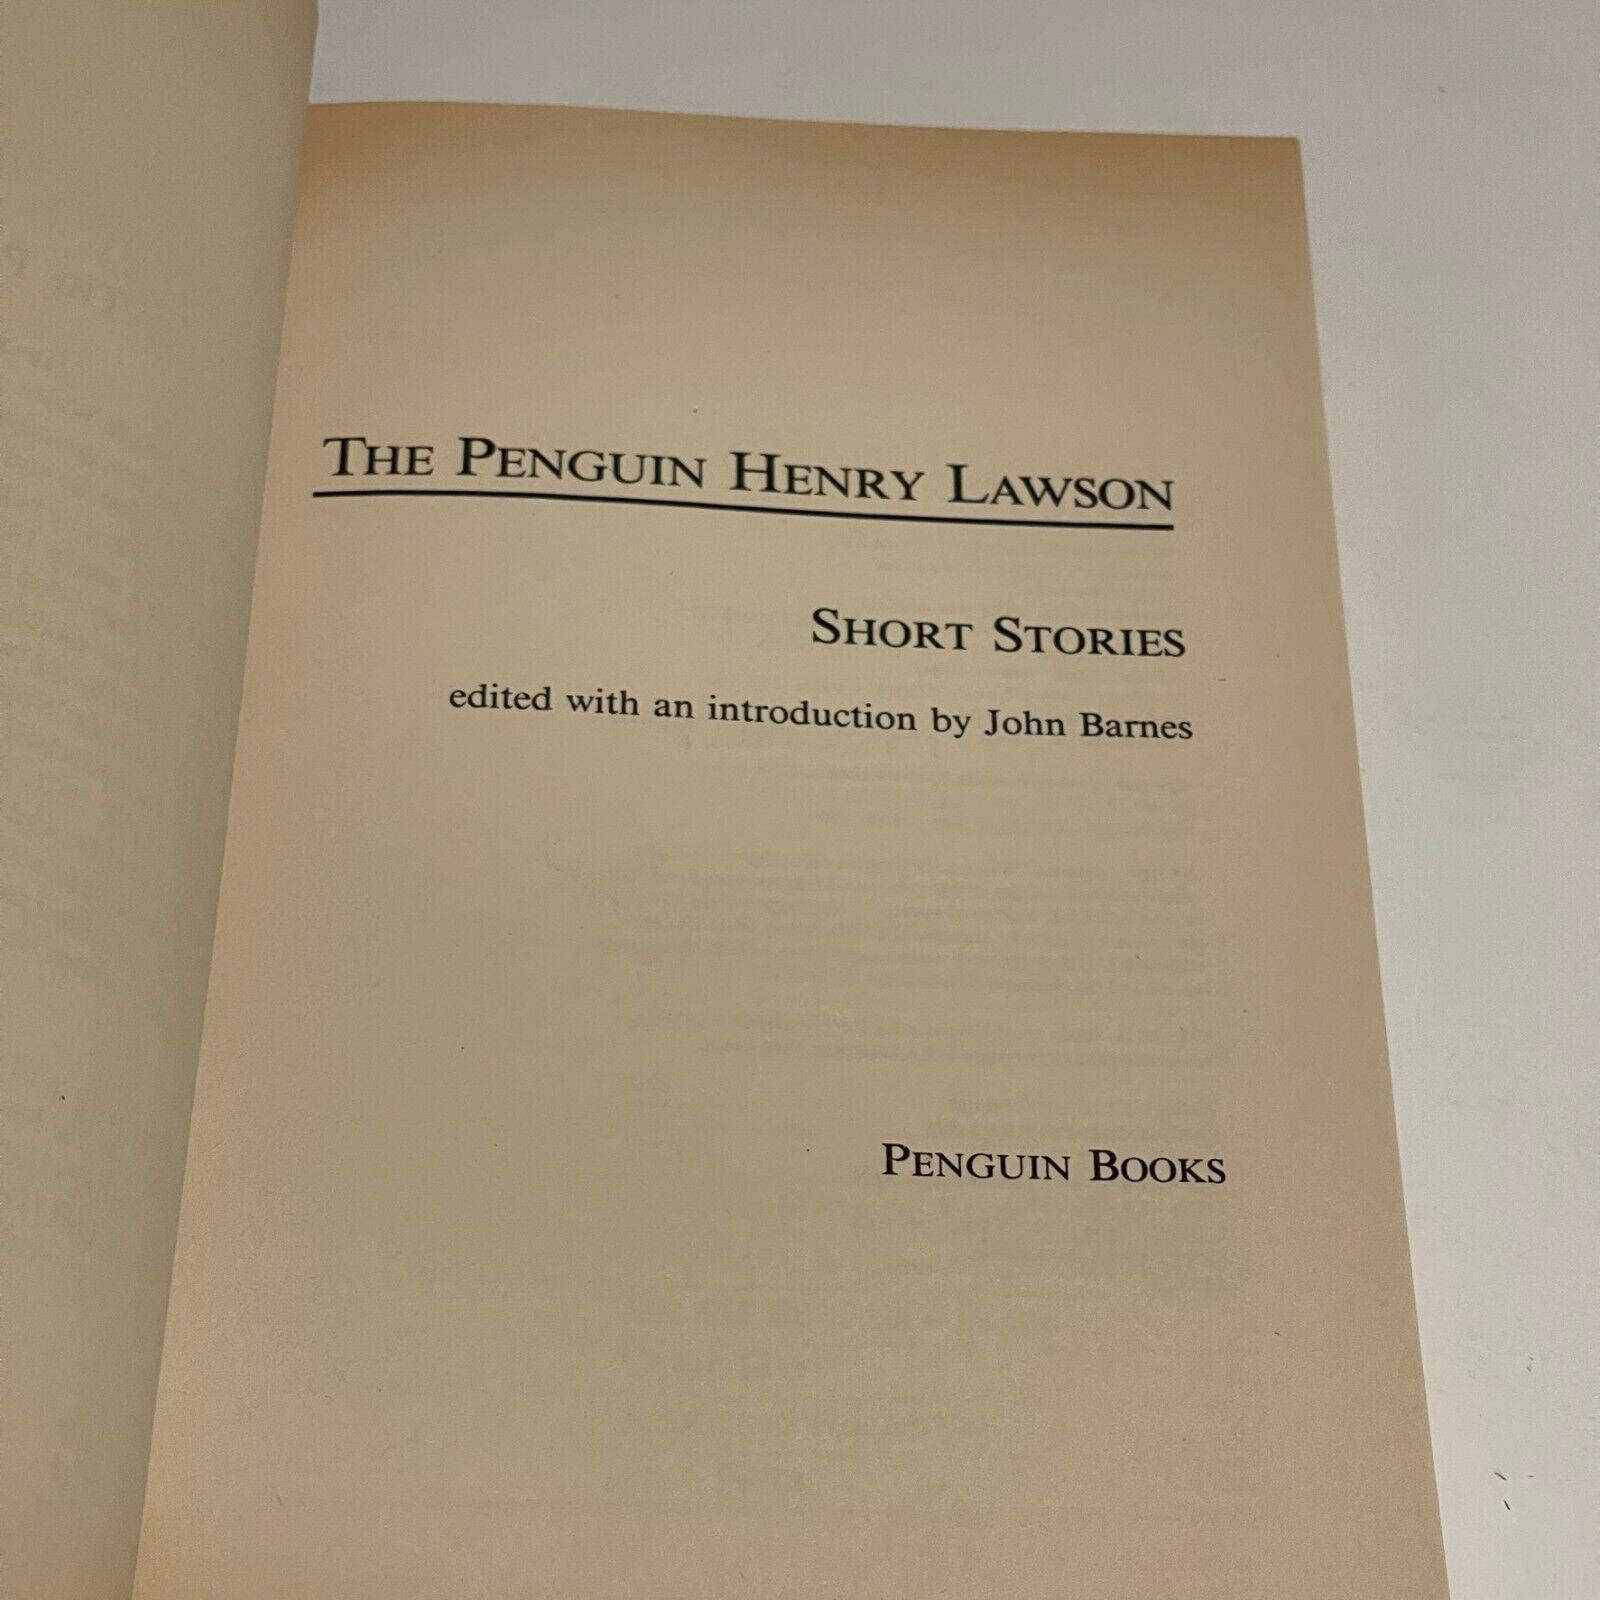 THE PENGUIN HENRY LAWSON
SHORT STORIES
edited with an introduction by John Barnes
PENGUIN BOOKS